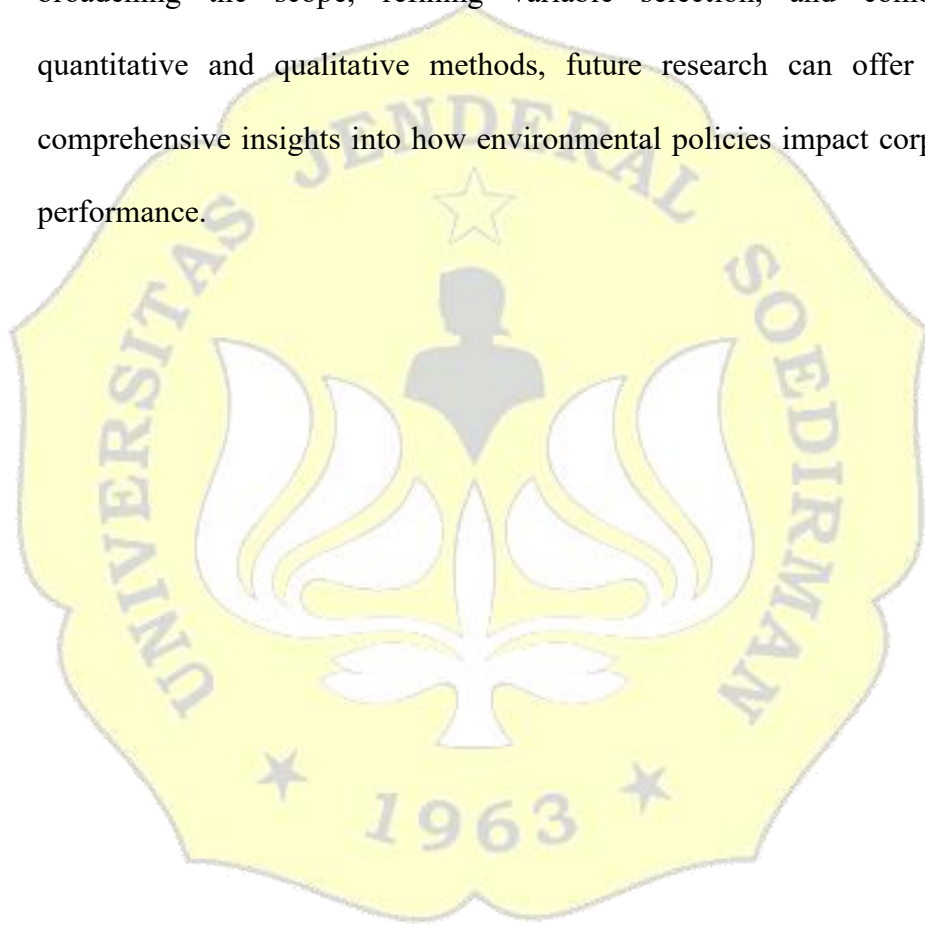 broadening the scope, refining variable selection, and
quantitative and qualitative methods, future research can offer
comprehensive insights into how environmental policies impact
performance.
UNIVERSITAS JENDERAL SOEDIRMAN
1963